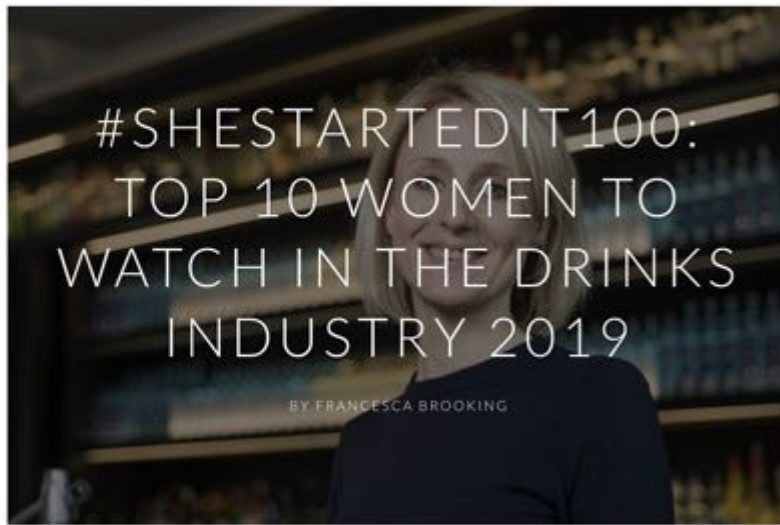 #SHESTARTEDIT100:
TOP 10 WOMEN TO
WATCH IN THE DRINKS
INDUSTRY 2019
BY FRANCESCA BROOKING